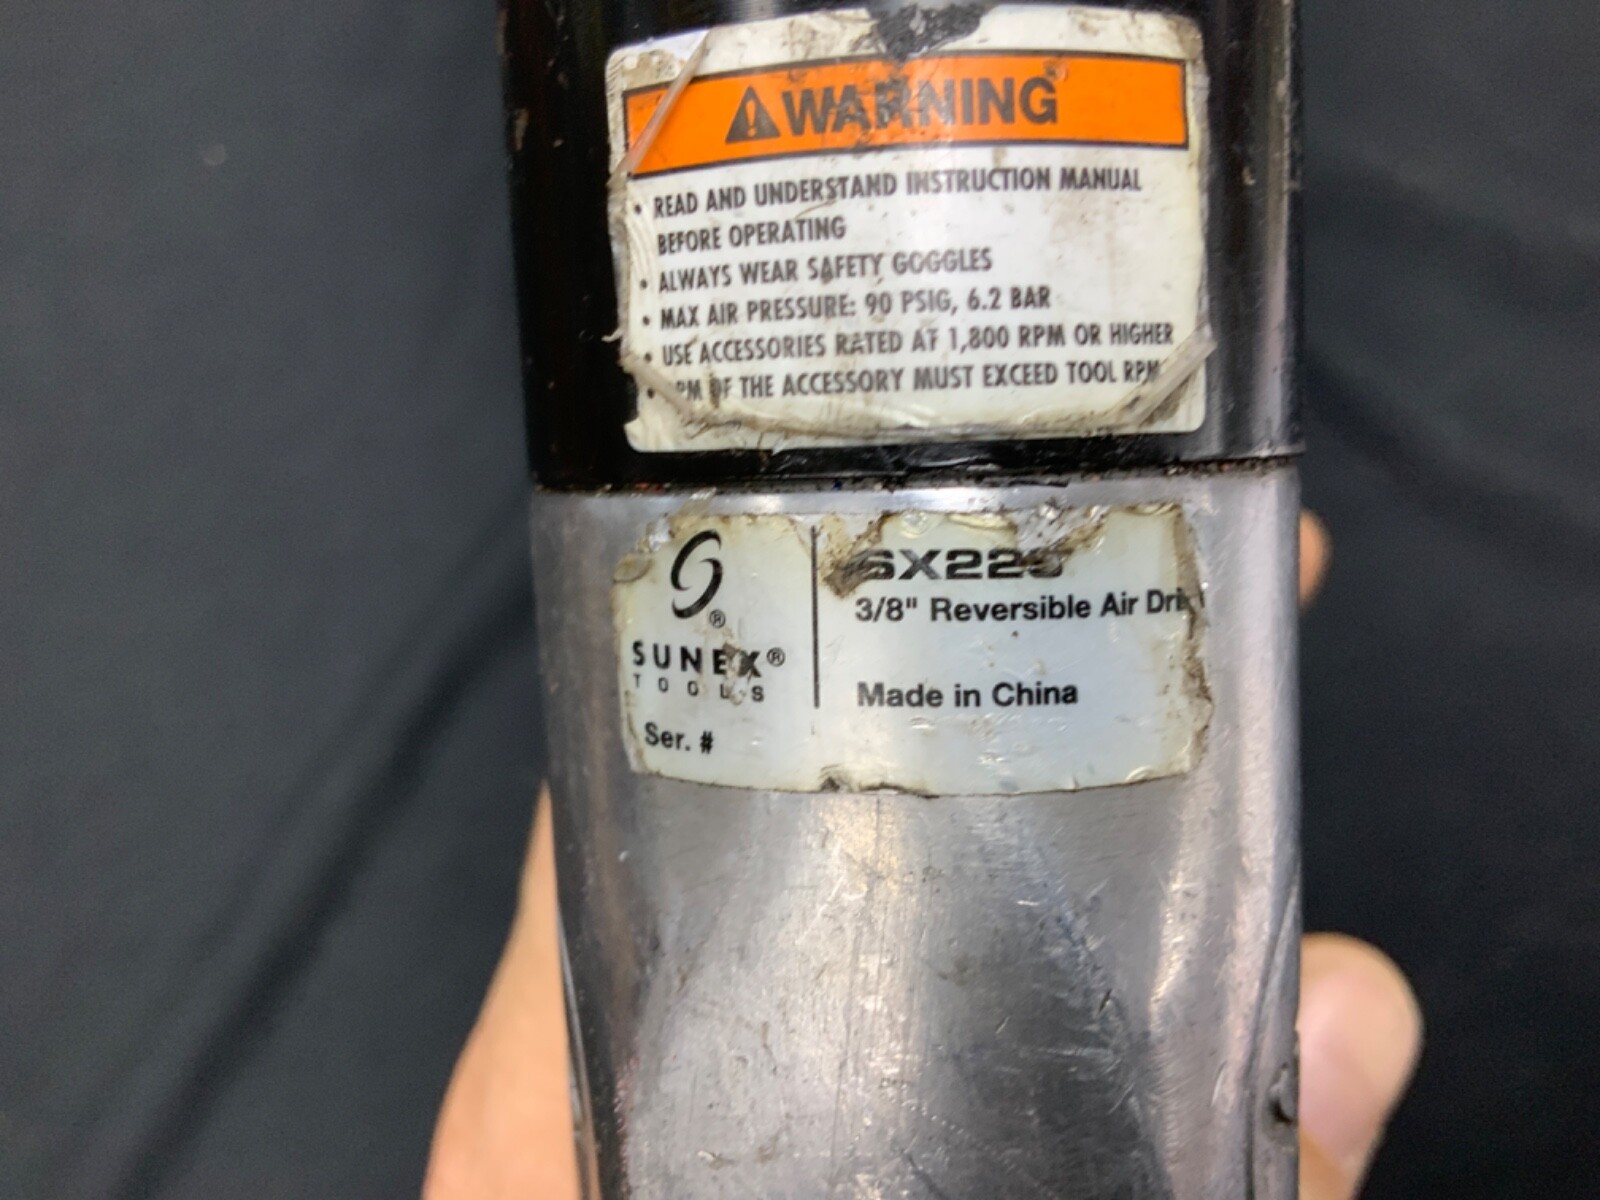 WARNING
• READ AND UNDERSTAND INSTRUCTION MANUAL
BEFORE OPERATING
• ALWAYS WEAR SAFETY GOGGLES
• MAX AIR PRESSURE: 90 PSIG, 6.2 BAR
• USE ACCESSORIES RATED AT 1,800 RPM OR HIGHER
• RPM OF THE ACCESSORY MUST EXCEED TOOL RPM
3/8" Reversible Air
SUNEX®
TOOLS
Made in China
Ser. #